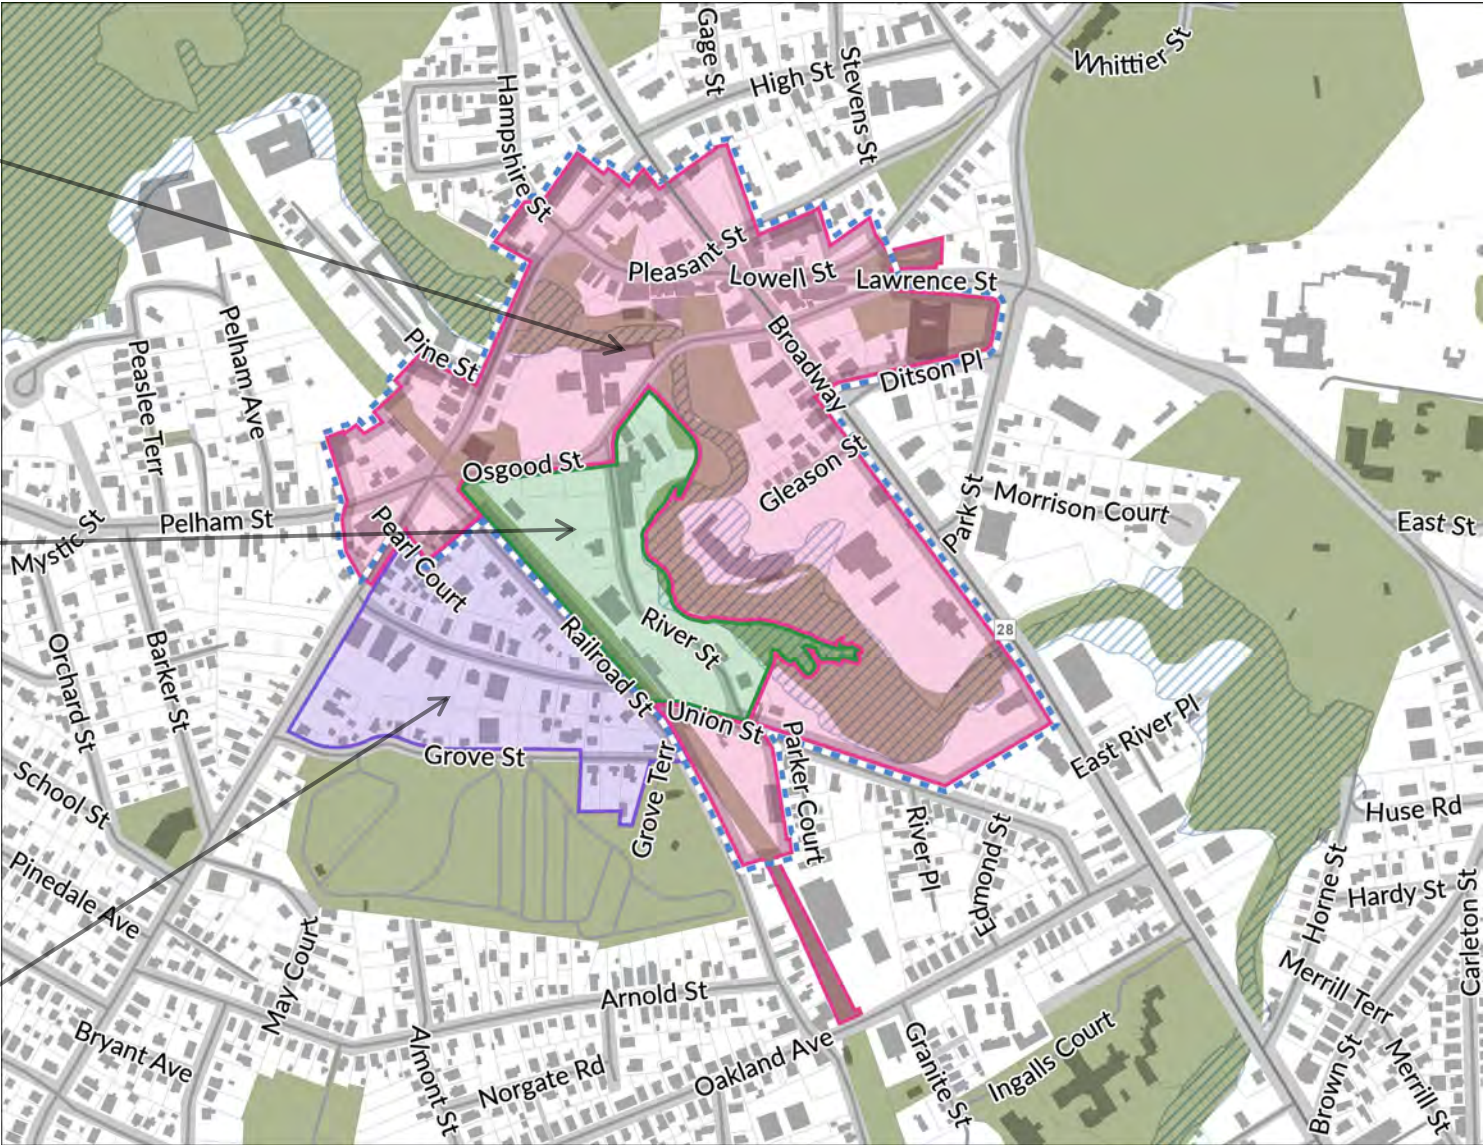 Gage St
Whittier St
High St
Stevens St
Hampshire St
Pleasant St
Lowell St
Lawrence St
Pelham Ave
Pine St
Broadway
Peaslee Terr
Ditson Pl
Gleason St
Osgood St
Park St
Morrison Court
East St
Pelham St
Mystic St
Pearl Court
River St
28
Railroad St
Orchard St
Barker St
Union St
Parker Court
East River Pl
Grove St
Grove Terr
School St
River Pl
Edmond St
Huse Rd
Horne St
Hardy St
Carleton St
Pinedale Ave
May Court
Arnold St
Merrill Terr
Bryant Ave
Almont St
Norgate Rd
Oakland Ave
Granite St
Ingalls Court
Brown St
Merrill St